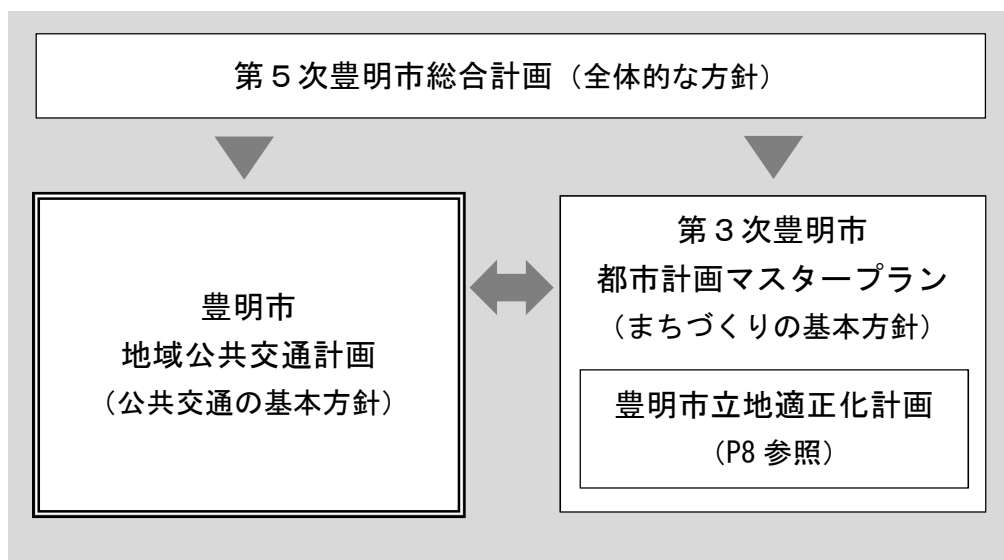 第５次豊明市総合計画（全体的な方針）
豊明市
地域公共交通計画
（公共交通の基本方針）
第３次豊明市
都市計画マスタープラン
（まちづくりの基本方針）
豊明市立地適正化計画
（P8 参照）